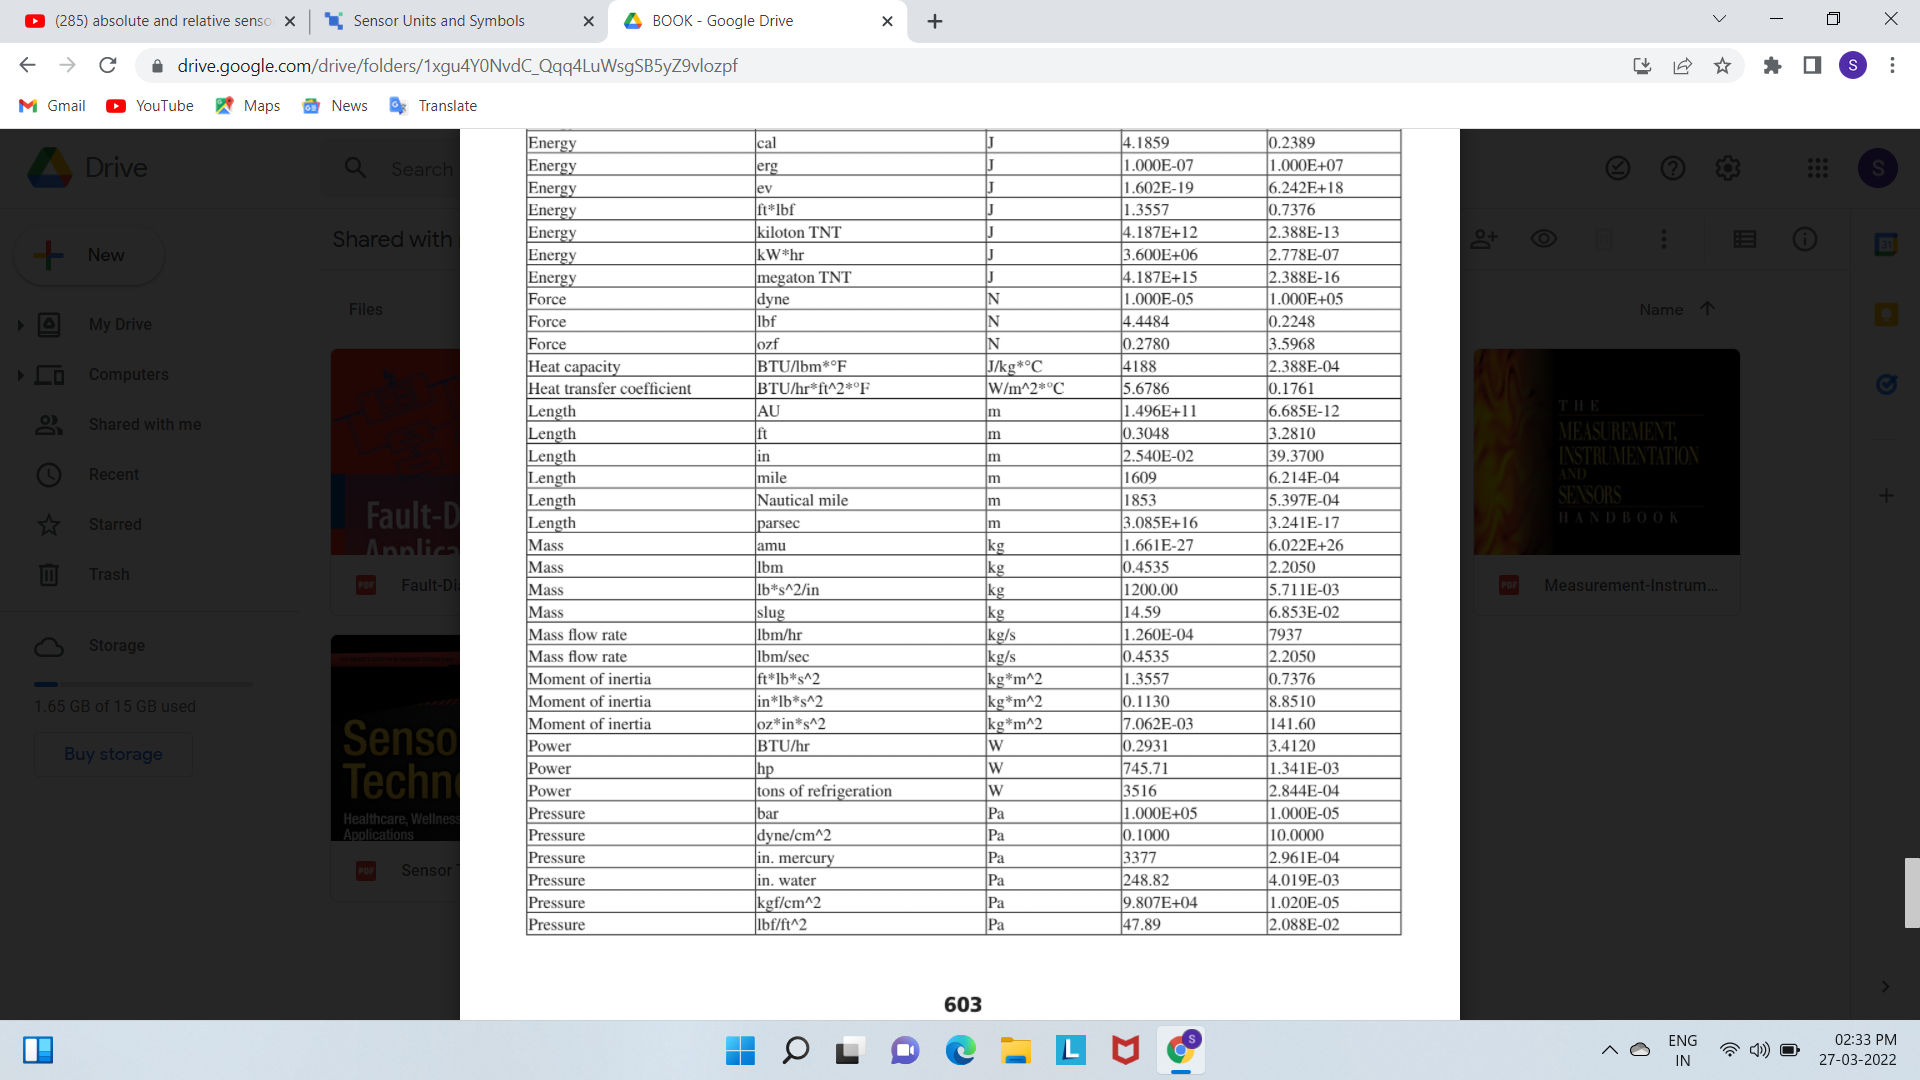 (285) absolute and relative senso
Sensor Units and Symbols
BOOK - Google Drive
drive.google.com/drive/folders/1xgu4Y0NvdC_Qqq4LuWsgSB5yZ9vlozpf
S
Gmail YouTube Maps News Translate
Drive
Search
S
New
Shared with
Files
Name
My Drive
Computers
Shared with me
Recent
Starred
Trash
Storage
1.65 GB of 15 GB used
Buy storage
Fault-D
Applica
PDF Fault-Di
Senso
Techn
Healthcare, Wellness
Applications
PDF Sensor T
THE
MEASUREMENT,
INSTRUMENTATION
AND
SENSORS
HANDBOOK
PDF Measurement-Instrum...
31
Energy cal J 4.1859 0.2389
Energy erg J 1.000E-07 1.000E+07
Energy ev J 1.602E-19 6.242E+18
Energy ft*lbf J 1.3557 0.7376
Energy kiloton TNT J 4.187E+12 2.388E-13
Energy kW*hr J 3.600E+06 2.778E-07
Energy megaton TNT J 4.187E+15 2.388E-16
Force dyne N 1.000E-05 1.000E+05
Force lbf N 4.4484 0.2248
Force ozf N 0.2780 3.5968
Heat capacity BTU/lbm*°F J/kg*°C 4188 2.388E-04
Heat transfer coefficient BTU/hr*ft^2*°F W/m^2*°C 5.6786 0.1761
Length AU m 1.496E+11 6.685E-12
Length ft m 0.3048 3.2810
Length in m 2.540E-02 39.3700
Length mile m 1609 6.214E-04
Length Nautical mile m 1853 5.397E-04
Length parsec m 3.085E+16 3.241E-17
Mass amu kg 1.661E-27 6.022E+26
Mass lbm kg 0.4535 2.2050
Mass lb*s^2/in kg 1200.00 5.711E-03
Mass slug kg 14.59 6.853E-02
Mass flow rate lbm/hr kg/s 1.260E-04 7937
Mass flow rate lbm/sec kg/s 0.4535 2.2050
Moment of inertia ft*lb*s^2 kg*m^2 1.3557 0.7376
Moment of inertia in*lb*s^2 kg*m^2 0.1130 8.8510
Moment of inertia oz*in*s^2 kg*m^2 7.062E-03 141.60
Power BTU/hr W 0.2931 3.4120
Power hp W 745.71 1.341E-03
Power tons of refrigeration W 3516 2.844E-04
Pressure bar Pa 1.000E+05 1.000E-05
Pressure dyne/cm^2 Pa 0.1000 10.0000
Pressure in. mercury Pa 3377 2.961E-04
Pressure in. water Pa 248.82 4.019E-03
Pressure kgf/cm^2 Pa 9.807E+04 1.020E-05
Pressure lbf/ft^2 Pa 47.89 2.088E-02
603
L
S
ENG
IN
02:33 PM
27-03-2022